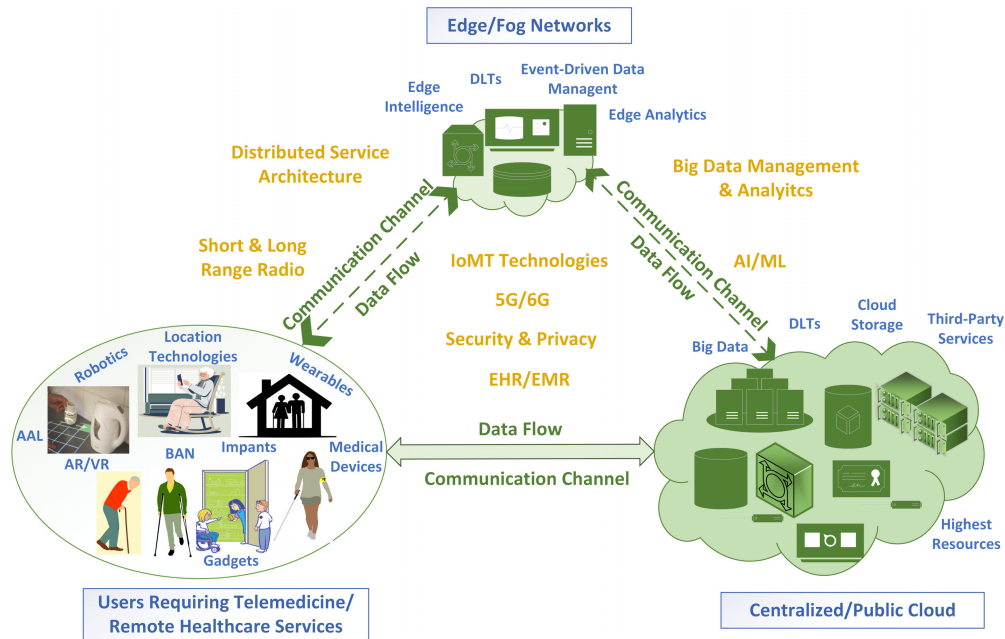 Edge/Fog Networks
Edge
Intelligence
DLTs
Event-Driven Data
Managent
Edge Analytics
Distributed Service
Architecture
Big Data Management
& Analyitcs
Communication Channel
Data Flow
Communication Channel
Data Flow
Short & Long
Range Radio
IoMT Technologies
5G/6G
Security & Privacy
EHR/EMR
AI/ML
Robotics
Location
Technologies
Wearables
AAL
AR/VR
BAN
Impants
Medical
Devices
Gadgets
Data Flow
Communication Channel
Big Data
DLTs
Cloud
Storage
Third-Party
Services
Highest
Resources
Users Requiring Telemedicine/
Remote Healthcare Services
Centralized/Public Cloud